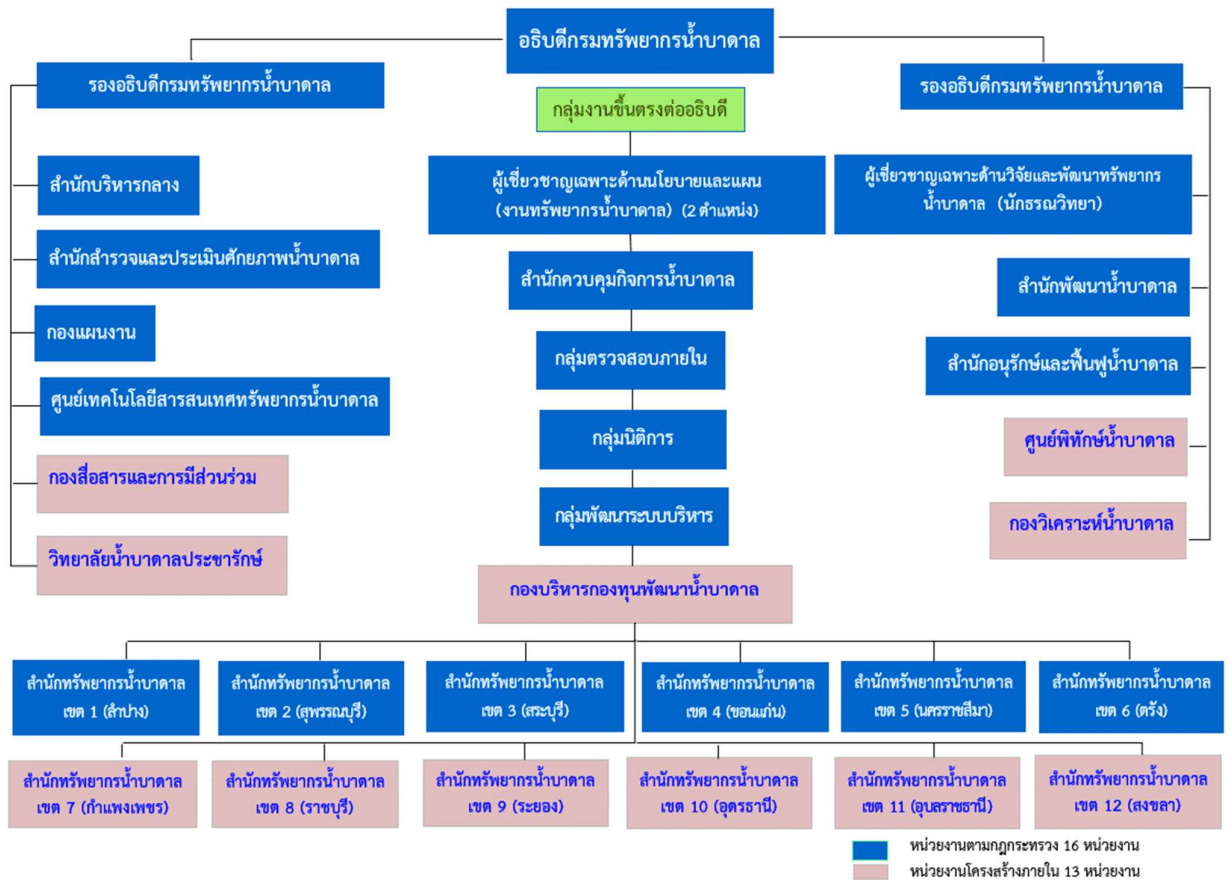 อธิบดีกรมทรัพยากรน้ำบาดาล
รองอธิบดีกรมทรัพยากรน้ำบาดาล
รองอธิบดีกรมทรัพยากรน้ำบาดาล
กลุ่มงานขึ้นตรงต่ออธิบดี
สำนักบริหารกลาง
ผู้เชี่ยวชาญเฉพาะด้านนโยบายและแผน
(งานทรัพยากรน้ำบาดาล) (2 ตำแหน่ง)
ผู้เชี่ยวชาญเฉพาะด้านวิจัยและพัฒนาทรัพยากร
น้ำบาดาล (นักธรณวิทยา)
สำนักสำรวจและประเมินศักยภาพน้ำบาดาล
สำนักควบคุมกิจการน้ำบาดาล
สำนักพัฒนาน้ำบาดาล
กองแผนงาน
กลุ่มตรวจสอบภายใน
สำนักอนุรักษ์และฟื้นฟูน้ำบาดาล
ศูนย์เทคโนโลยีสารสนเทศทรัพยากรน้ำบาดาล
กลุ่มนิติการ
ศูนย์พิทักษ์น้ำบาดาล
กองสื่อสารและการมีส่วนร่วม
กลุ่มพัฒนาระบบบริหาร
กองวิเคราะห์น้ำบาดาล
วิทยาลัยน้ำบาดาลประชารักษ์
กองบริหารกองทุนพัฒนาน้ำบาดาล
สำนักทรัพยากรน้ำบาดาล
เขต 1 (ลำปาง)
สำนักทรัพยากรน้ำบาดาล
เขต 2 (สุพรรณบุรี)
สำนักทรัพยากรน้ำบาดาล
เขต 3 (สระบุรี)
สำนักทรัพยากรน้ำบาดาล
เขต 4 (ขอนแก่น)
สำนักทรัพยากรน้ำบาดาล
เขต 5 (นครราชสีมา)
สำนักทรัพยากรน้ำบาดาล
เขต 6 (ตรัง)
สำนักทรัพยากรน้ำบาดาล
เขต 7 (กำแพงเพชร)
สำนักทรัพยากรน้ำบาดาล
เขต 8 (ราชบุรี)
สำนักทรัพยากรน้ำบาดาล
เขต 9 (ระยอง)
สำนักทรัพยากรน้ำบาดาล
เขต 10 (อุดรธานี)
สำนักทรัพยากรน้ำบาดาล
เขต 11 (อุบลราชธานี)
สำนักทรัพยากรน้ำบาดาล
เขต 12 (สงขลา)
หน่วยงานตามกฎกระทรวง 16 หน่วยงาน
หน่วยงานโครงสร้างภายใน 13 หน่วยงาน